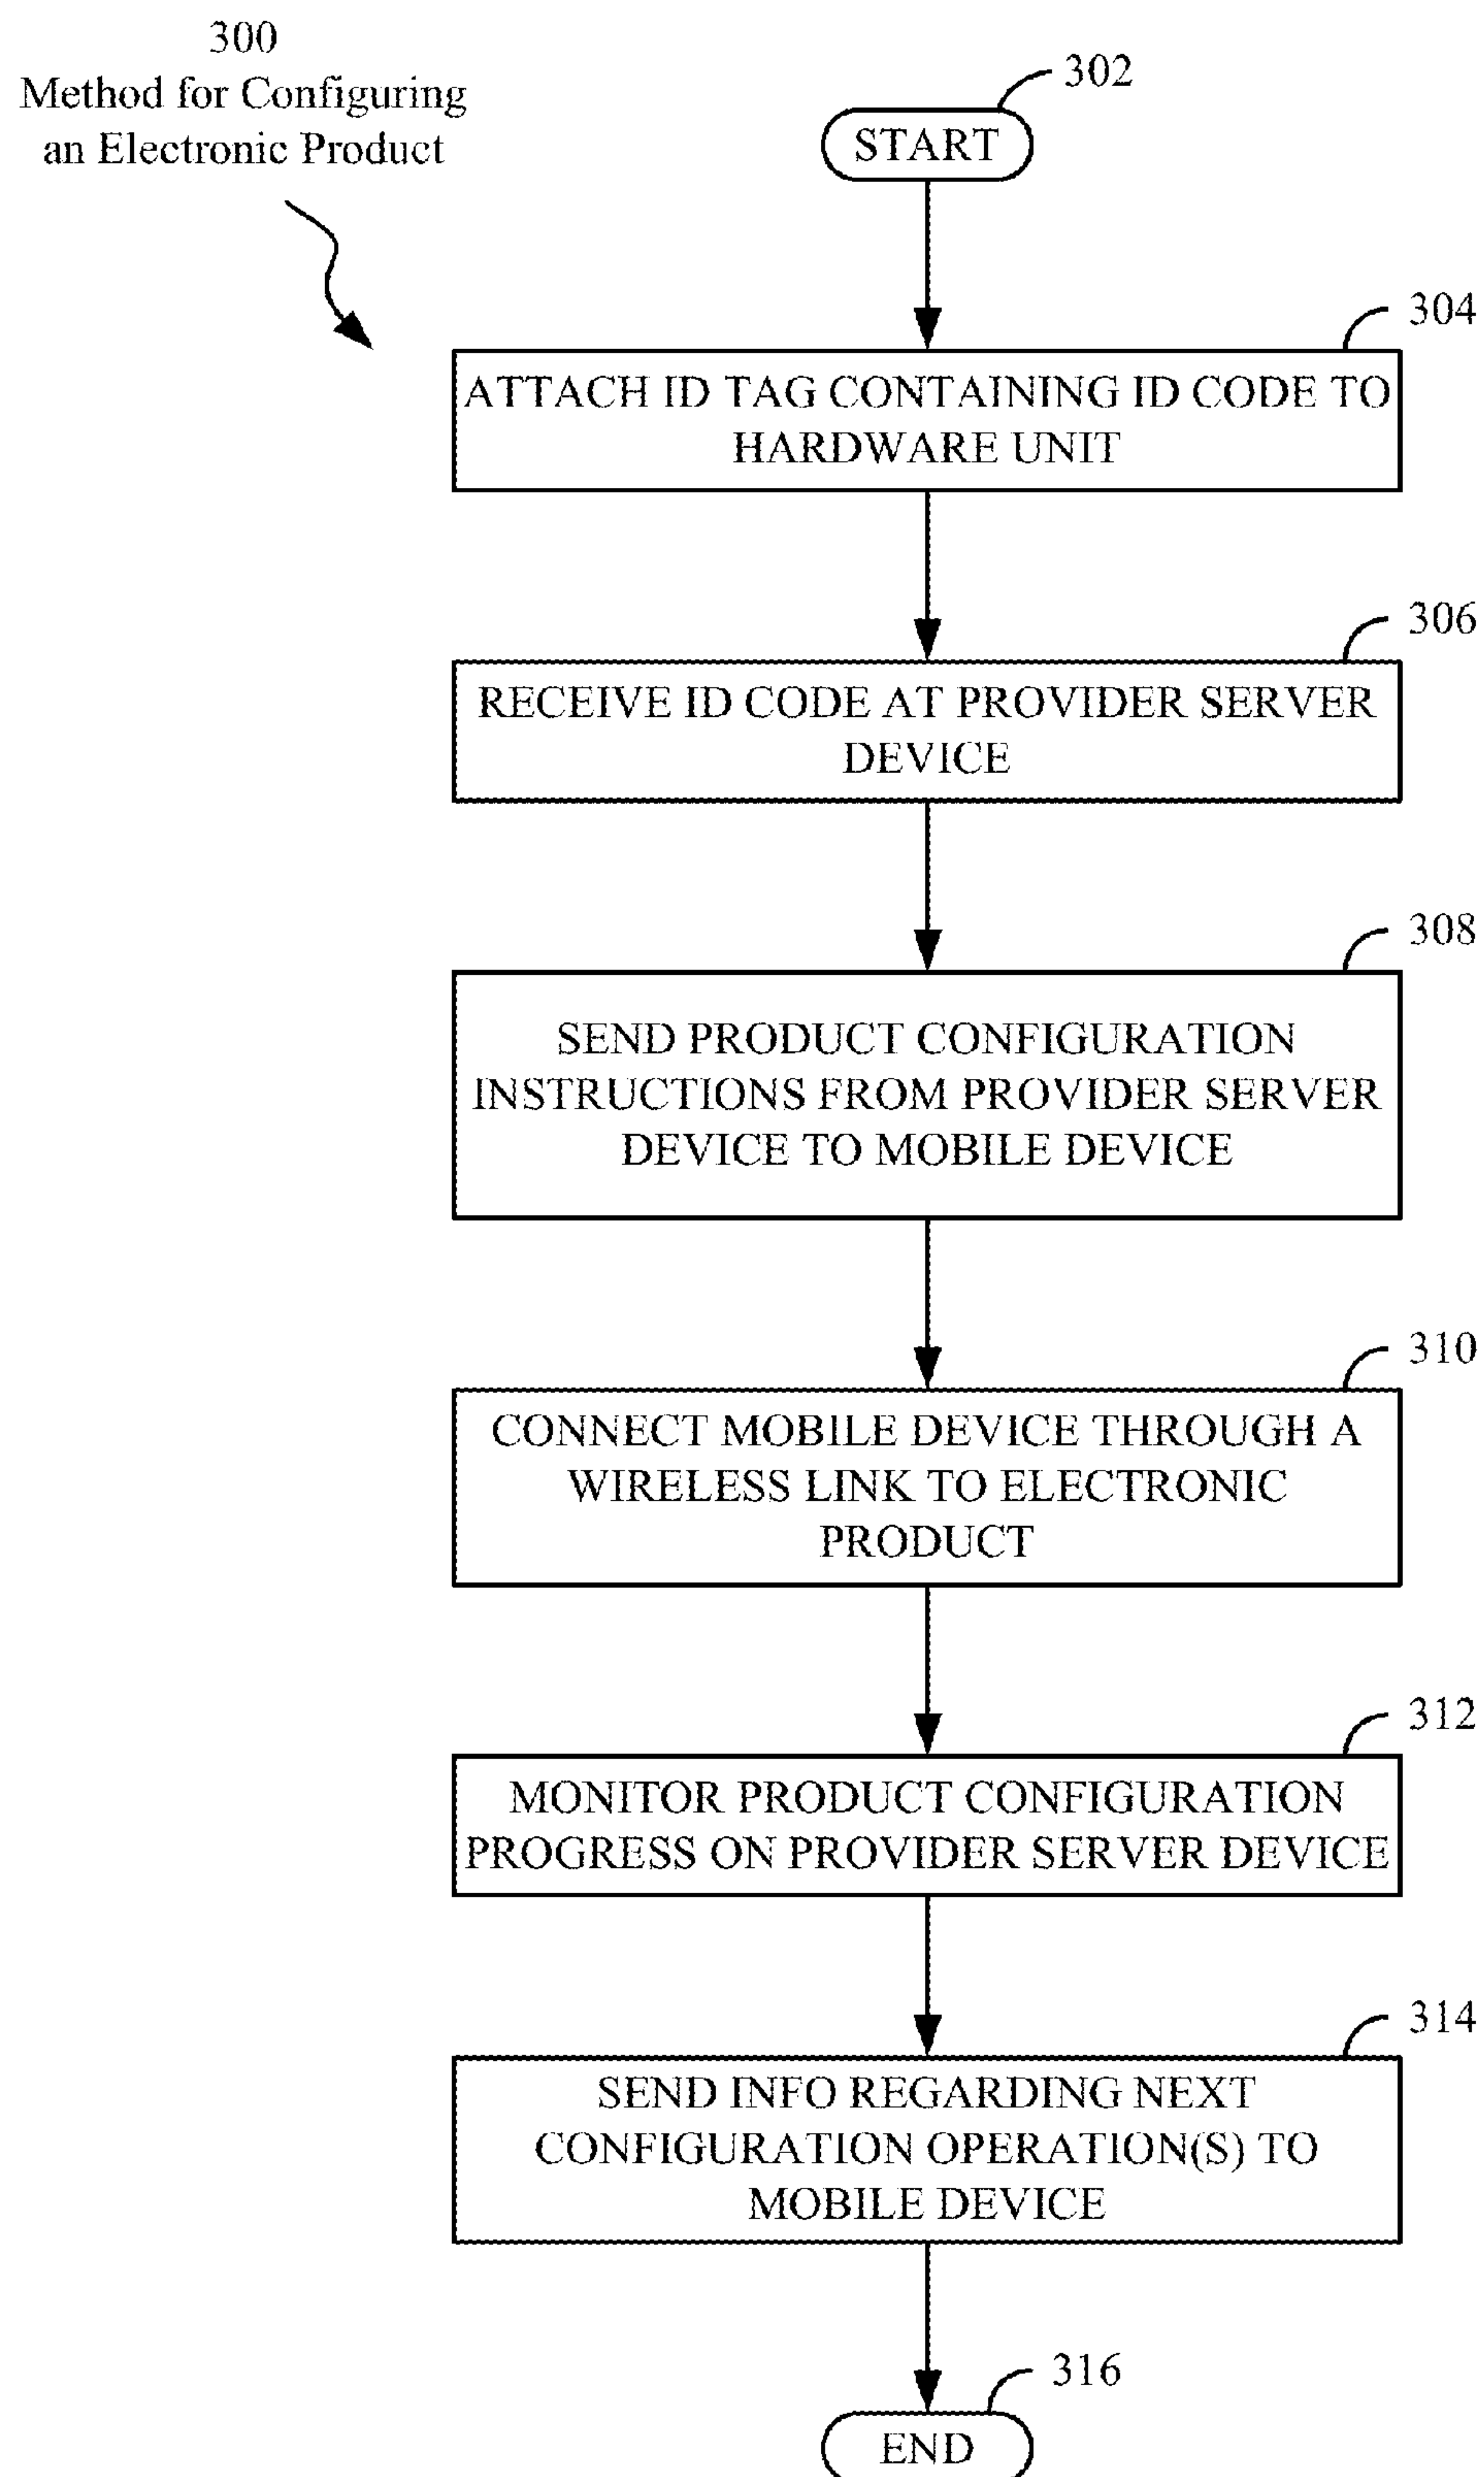 300
Method for Configuring
an Electronic Product
302
START
304
ATTACH ID TAG CONTAINING ID CODE TO
HARDWARE UNIT
306
RECEIVE ID CODE AT PROVIDER SERVER
DEVICE
308
SEND PRODUCT CONFIGURATION
INSTRUCTIONS FROM PROVIDER SERVER
DEVICE TO MOBILE DEVICE
310
CONNECT MOBILE DEVICE THROUGH A
WIRELESS LINK TO ELECTRONIC
PRODUCT
312
MONITOR PRODUCT CONFIGURATION
PROGRESS ON PROVIDER SERVER DEVICE
314
SEND INFO REGARDING NEXT
CONFIGURATION OPERATION(S) TO
MOBILE DEVICE
316
END